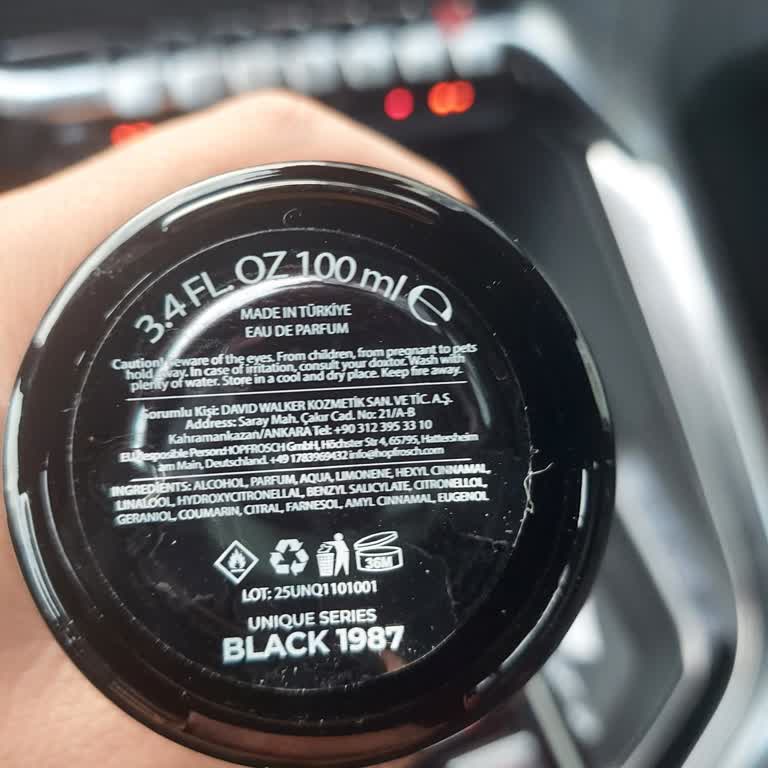 3.4 FL. OZ 100 ml ℮
MADE IN TÜRKİYE
EAU DE PARFUM
Caution! Beware of the eyes. From children, from pregnant to pets
hold away. In case of irritation, consult your doxtor. Wash with
plenty of water. Store in a cool and dry place. Keep fire away.
Sorumlu Kişi: DAVID WALKER KOZMETİK SAN. VE TİC. A.Ş.
Address: Saray Mah. Çakır Cad. No: 21/A-B
Kahramankazan/ANKARA Tel: +90 312 395 33 10
EU Resposible Person:HOPFROSCH GmbH, Höchster Str 4, 65795, Hattersheim
am Main, Deutschland. +49 1783969432 info@hopfrosch.com
INGREDIENTS: ALCOHOL, PARFUM, AQUA, LIMONENE, HEXYL CINNAMAL,
LINALOOL, HYDROXYCITRONELLAL, BENZYL SALICYLATE, CITRONELLOL,
GERANIOL, COUMARIN, CITRAL, FARNESOL, AMYL CINNAMAL, EUGENOL
36M
LOT: 25UNQ1101001
UNIQUE SERIES
BLACK 1987